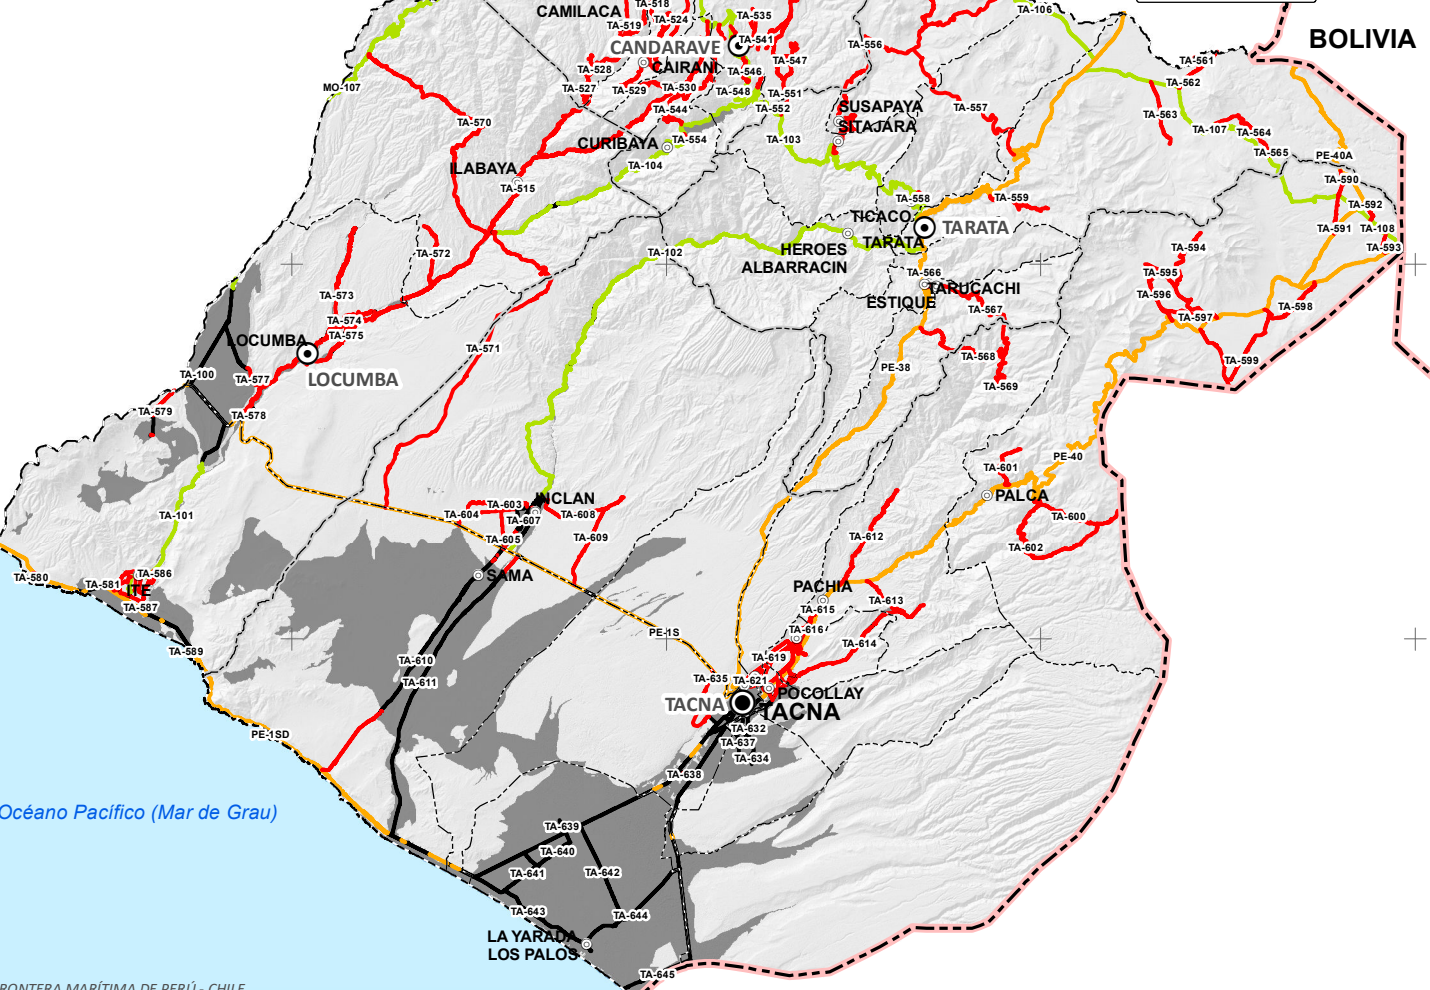 CAMILACA
TA-518
TA-519
TA-524
TA-535
TA-106
BOLIVIA
CANDARAVE
TA-541
TA-556
CAIRANI
TA-528
TA-546
TA-547
TA-561
TA-562
MO-107
TA-527
TA-529
TA-530
TA-548
TA-551
TA-544
TA-552
SUSAPAYA
TA-557
TA-563
TA-570
SITAJARA
TA-107
TA-564
CURIBAYA
TA-554
TA-103
TA-565
PE-40A
ILABAYA
TA-104
TA-590
TA-515
TA-558
TA-559
TA-592
TICACO
TARATA
TARATA
TA-591
TA-108
TA-572
TA-102
HEROES
ALBARRACIN
TA-594
TA-593
TA-566
TARUCACHI
ESTIQUE
TA-595
TA-596
TA-573
TA-567
TA-598
TA-574
TA-575
TA-597
LOCUMBA
TA-571
TA-568
TA-599
TA-100
TA-577
LOCUMBA
PE-38
TA-569
TA-579
TA-578
PE-40
TA-601
PALCA
INCLAN
TA-603
TA-604
TA-607
TA-608
TA-101
TA-600
TA-605
TA-609
TA-612
TA-602
TA-580
TA-586
TA-581
ITE
TA-587
SAMA
PACHIA
TA-613
TA-615
PE-1S
TA-616
TA-614
TA-589
TA-610
TA-619
TA-611
TA-635
TA-621
POCOLLAY
TACNA
TACNA
PE-1SD
TA-632
TA-637
TA-634
TA-638
Océano Pacífico (Mar de Grau)
TA-639
TA-640
TA-641
TA-642
TA-643
TA-644
LA YARADA
LOS PALOS
TA-645
RONTERA MARÍTIMA DE PERÚ - CHILE